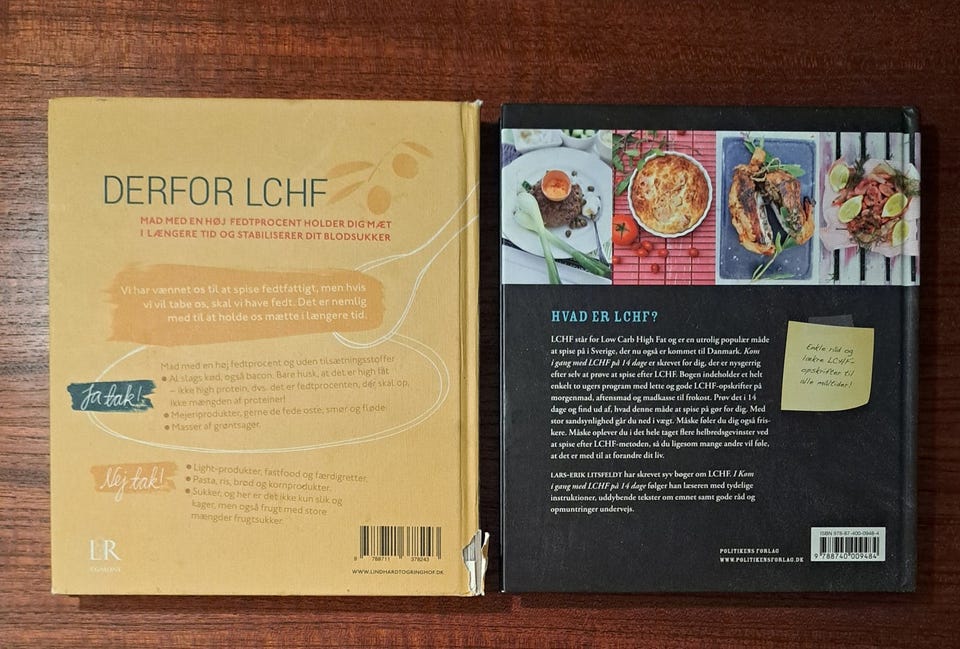 DERFOR LCHF
MAD MED EN HØJ FEDTPROCENT HOLDER DIG MÆT
I LÆNGERE TID OG STABILISERER DIT BLODSUKKER
Vi har vænnet os til at spise fedtfattigt, men hvis
vi vil tabe os, skal vi have fedt. Det er nemlig
med til at holde os mætte i længere tid.
Ja tak!
Mad med en høj fedtprocent og uden tilsætningsstoffer
• Al slags kød, også bacon. Bare husk, at det er high fat
– ikke high protein, dvs. det er fedtprocenten, der skal op,
ikke mængden af proteiner!
• Mejeriprodukter, gerne de fede oste, smør og fløde.
• Masser af grøntsager.
Nej tak!
• Light-produkter, fastfood og færdigretter.
• Pasta, ris, brød og kornprodukter.
• Sukker, og her er det ikke kun slik og
kager, men også frugt med store
mængder frugtsukker.
L&R
EGMONT
9 788711 378243
WWW.LINDHARDTOGRINGHOF.DK
HVAD ER LCHF?
LCHF står for Low Carb High Fat og er en utrolig populær måde
at spise på i Sverige, der nu også er kommet til Danmark. Kom
i gang med LCHF på 14 dage er skrevet for dig, der er nysgerrig
efter selv at prøve at spise efter LCHF. Bogen indeholder et helt
enkelt to ugers program med lette og gode LCHF-opskrifter på
morgenmad, aftensmad og madkasse til frokost. Prøv det i 14
dage og find ud af, hvad denne måde at spise på gør for dig. Med
stor sandsynlighed går du ned i vægt. Måske føler du dig også fris-
kere. Måske oplever du i det hele taget flere helbredsgevinster ved
at spise efter LCHF-metoden, så du ligesom mange andre vil føle,
at det er med til at forandre dit liv.
LARS-ERIK LITSFELDT har skrevet syv bøger om LCHF. I Kom
i gang med LCHF på 14 dage følger han læseren med tydelige
instruktioner, uddybende tekster om emnet samt gode råd og
opmuntringer undervejs.
Enkle råd og
lækre LCHF-
opskrifter til
alle måltider!
POLITIKENS FORLAG
WWW.POLITIKENSFORLAG.DK
ISBN 978-87-400-0948-4
9 788740 009484